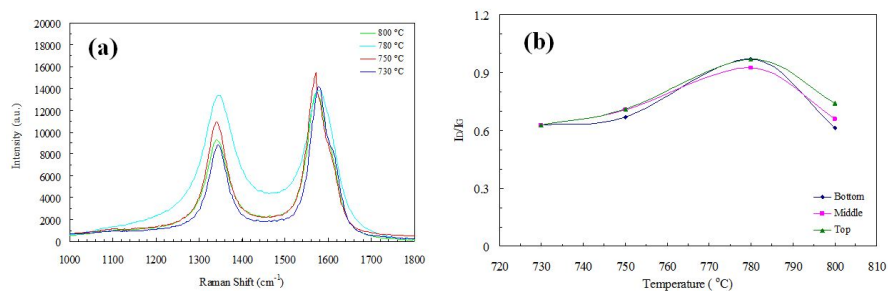 (a)
20000
18000
16000
14000
12000
10000
8000
6000
4000
2000
0
Intensity (a.u.)
800 °C
780 °C
750 °C
730 °C
1000 1100 1200 1300 1400 1500 1600 1700 1800
Raman Shift (cm-1)
(b)
1.2
0.9
0.6
0.3
0
ID/IG
Bottom
Middle
Top
720 730 740 750 760 770 780 790 800 810
Temperature ( °C)